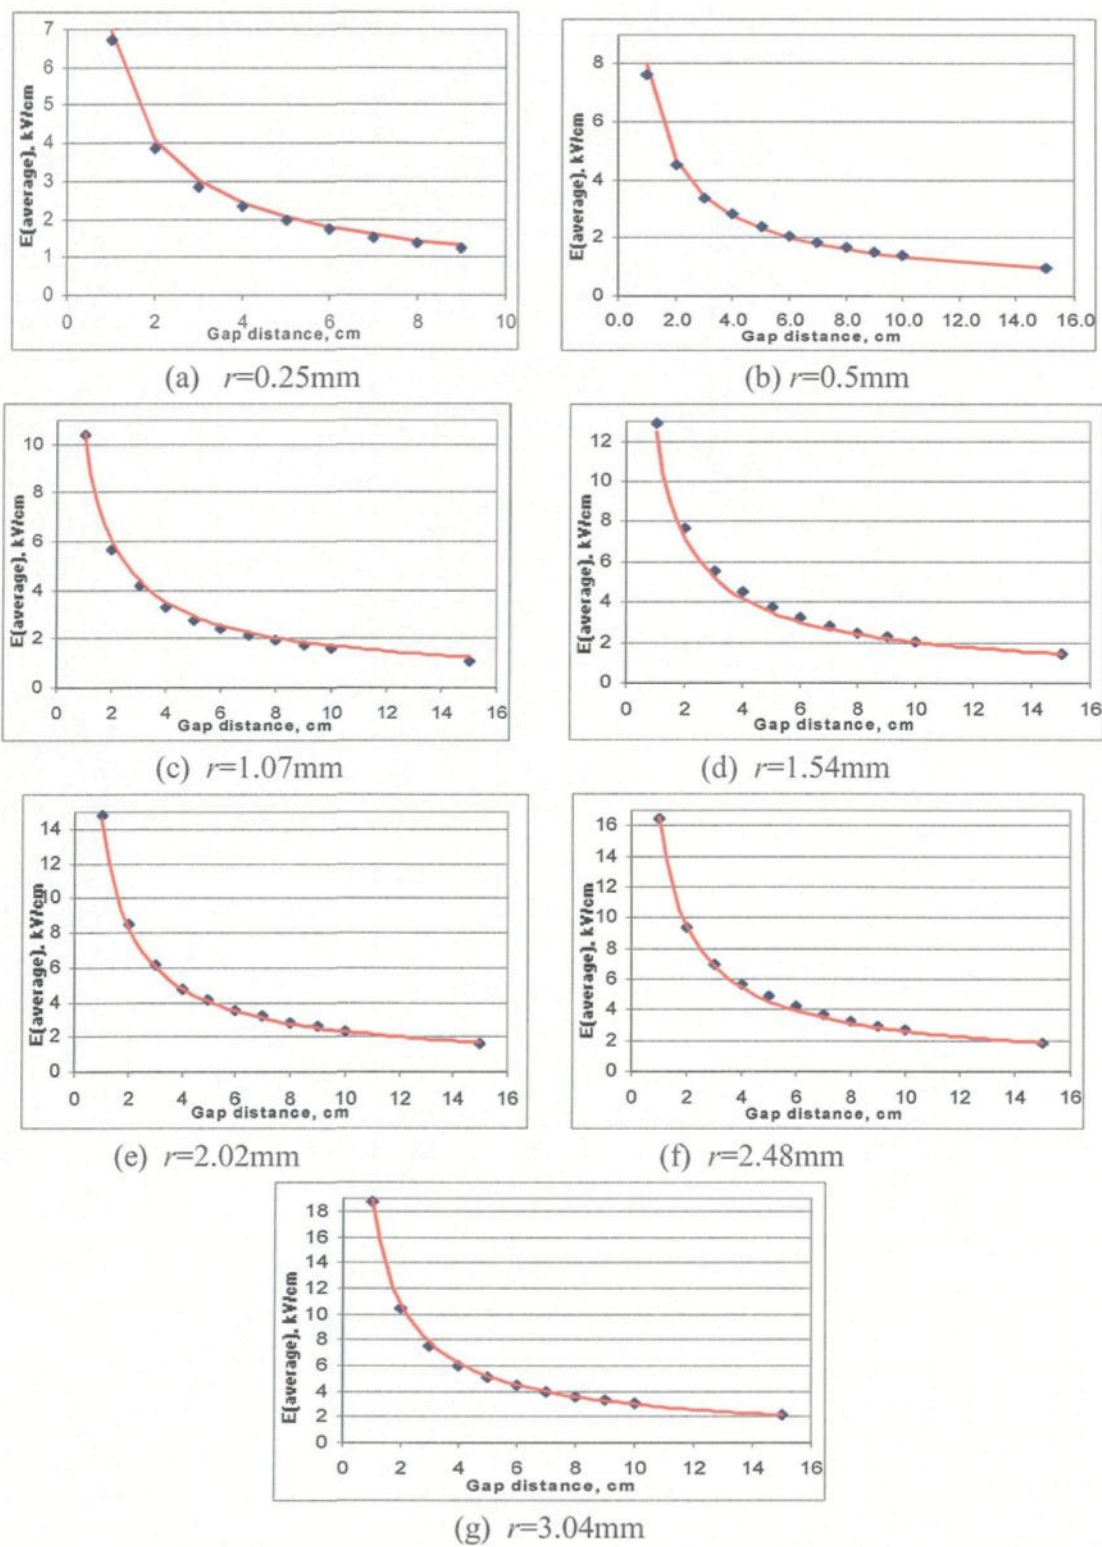 7
6
5
4
3
2
1
0
E(average), kV/cm
0 2 4 6 8 10
Gap distance, cm
(a) r=0.25mm
8
6
4
2
0
E(average), kV/cm
0.0 2.0 4.0 6.0 8.0 10.0 12.0 14.0 16.0
Gap distance, cm
(b) r=0.5mm
10
8
6
4
2
0
E(average), kV/cm
0 2 4 6 8 10 12 14 16
Gap distance, cm
(c) r=1.07mm
12
10
8
6
4
2
0
E(average), kV/cm
0 2 4 6 8 10 12 14 16
Gap distance, cm
(d) r=1.54mm
14
12
10
8
6
4
2
0
E(average), kV/cm
0 2 4 6 8 10 12 14 16
Gap distance, cm
(e) r=2.02mm
16
14
12
10
8
6
4
2
0
E(average), kV/cm
0 2 4 6 8 10 12 14 16
Gap distance, cm
(f) r=2.48mm
18
16
14
12
10
8
6
4
2
0
E(average), kV/cm
0 2 4 6 8 10 12 14 16
Gap distance, cm
(g) r=3.04mm